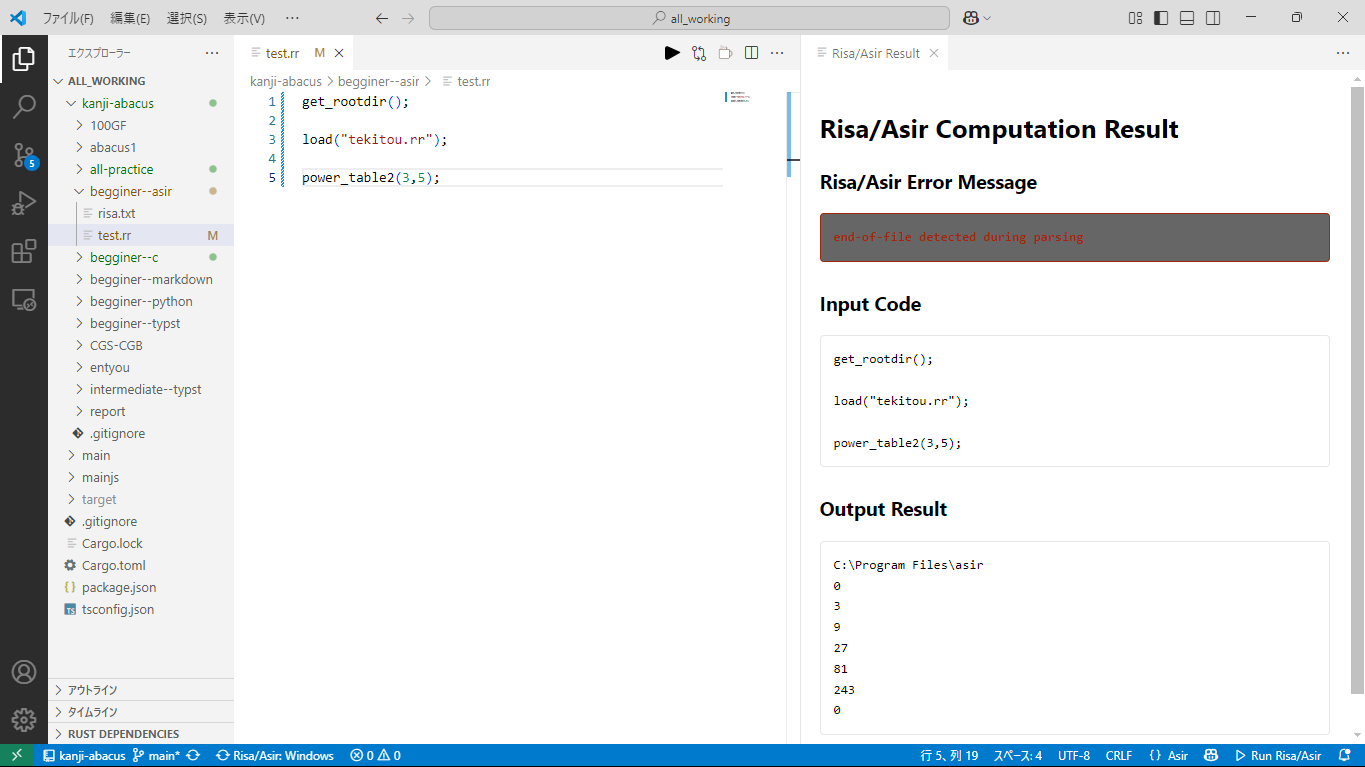 ファイル(F) 編集(E) 選択(S) 表示(V) ···
all_working
エクスプローラー ···
ALL_WORKING
kanji-abacus
100GF
abacus1
all-practice
begginer--asir
risa.txt
test.rr M
begginer--c
begginer--markdown
begginer--python
begginer--typst
CGS-CGB
entyou
intermediate--typst
report
.gitignore
main
mainjs
target
.gitignore
Cargo.lock
Cargo.toml
package.json
tsconfig.json
アウトライン
タイムライン
RUST DEPENDENCIES
5
test.rr M
kanji-abacus > begginer--asir > test.rr
1 get_rootdir();
2
3 load("tekitou.rr");
4
5 power_table2(3,5);
Risa/Asir Result
Risa/Asir Computation Result
Risa/Asir Error Message
end-of-file detected during parsing
Input Code
get_rootdir();
load("tekitou.rr");
power_table2(3,5);
Output Result
C:\Program Files\asir
0
3
9
27
81
243
0
kanji-abacus main* Risa/Asir: Windows 0 0 行 5、列 19 スペース: 4 UTF-8 CRLF {} Asir Run Risa/Asir